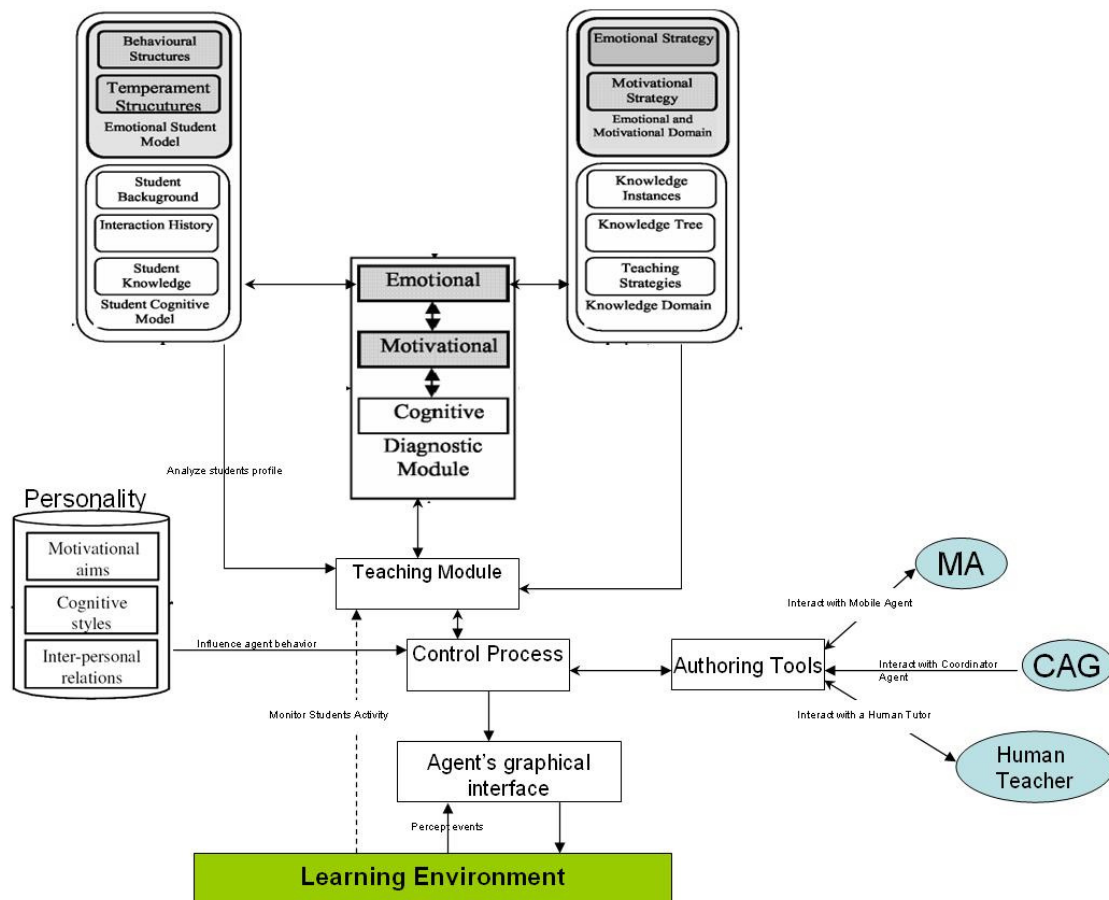 Behavioural
Structures
Temperament
Strucutures
Emotional Student
Model
Student
Backuground
Interaction History
Student
Knowledge
Student Cognitive
Model
Emotional Strategy
Motivational
Strategy
Emotional and
Motivational Domain
Knowledge
Instances
Knowledge Tree
Teaching
Strategies
Knowledge Domain
Emotional
Motivational
Cognitive
Diagnostic
Module
Analyze students profile
Personality
Motivational
aims
Cognitive
styles
Inter-personal
relations
Teaching Module
Influence agent behavior
Control Process
Authoring Tools
MA
Interact with Mobile Agent
Interact with Coordinator
Agent
CAG
Interact with a Human Tutor
Human
Teacher
Monitor Students Activity
Agent's graphical
interface
Percept events
Learning Environment